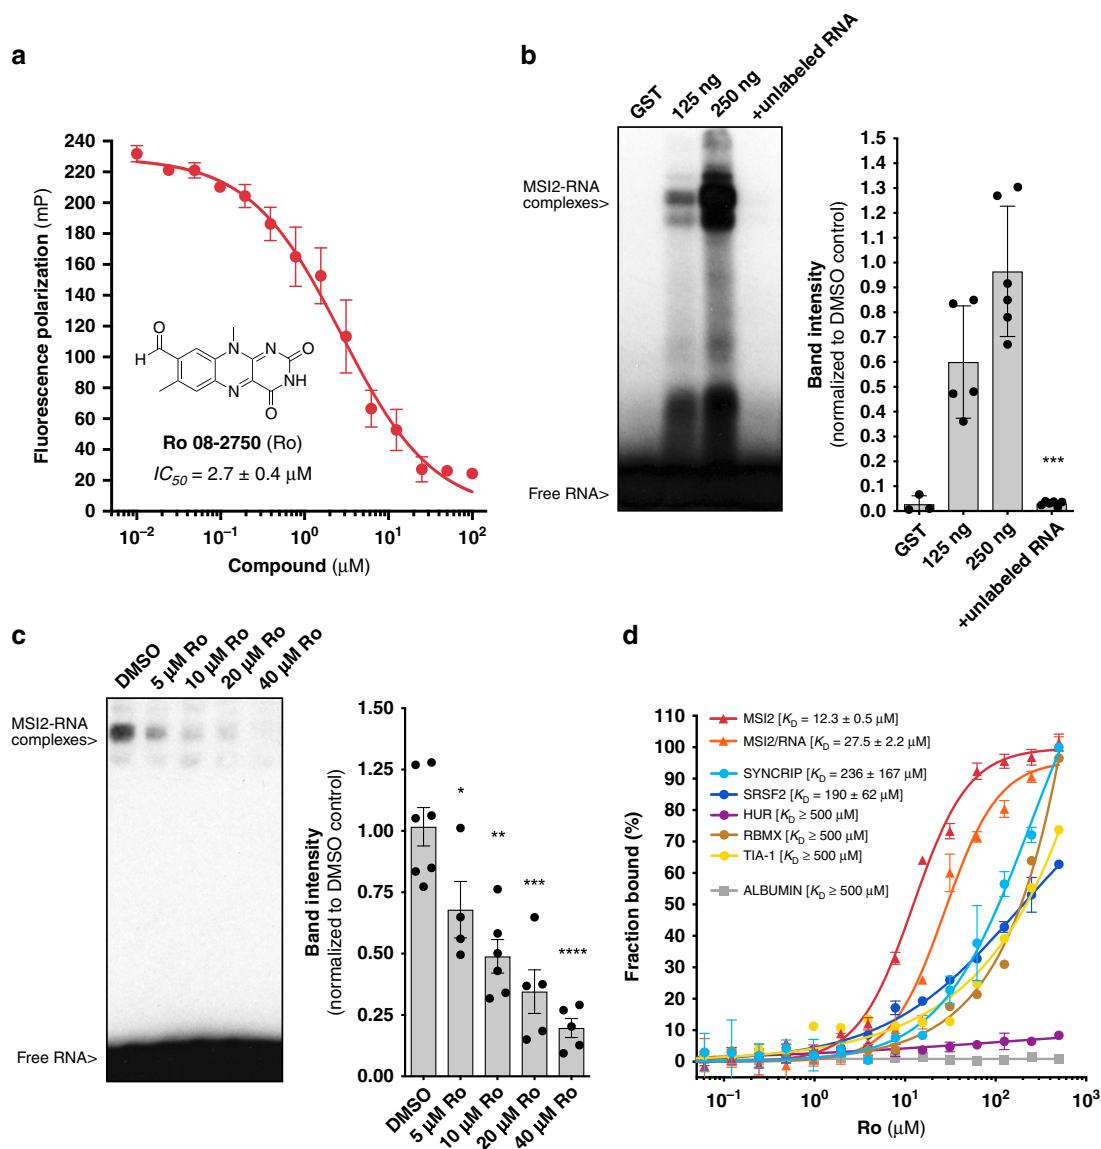 a
240
220
200
180
160
140
120
100
80
60
40
20
0
Fluorescence polarization (mP)
O
H
N
N
O
NH
N
O
Ro 08-2750 (Ro)
IC50 = 2.7 ± 0.4 μM
10−2
10−1
100
101
102
Compound (μM)
b
GST
125 ng
250 ng
+unlabeled RNA
MSI2-RNA
complexes>
Free RNA>
Band intensity
(normalized to DMSO control)
1.5
1.4
1.3
1.2
1.1
1.0
0.9
0.8
0.7
0.6
0.5
0.4
0.3
0.2
0.1
0.0
***
GST
125 ng
250 ng
+unlabeled RNA
c
DMSO
5 μM Ro
10 μM Ro
20 μM Ro
40 μM Ro
MSI2-RNA
complexes>
Free RNA>
Band intensity
(normalized to DMSO control)
1.50
1.25
1.00
0.75
0.50
0.25
0.00
*
**
***
****
DMSO
5 μM Ro
10 μM Ro
20 μM Ro
40 μM Ro
d
Fraction bound (%)
110
100
90
80
70
60
50
40
30
20
10
0
MSI2 [KD = 12.3 ± 0.5 μM]
MSI2/RNA [KD = 27.5 ± 2.2 μM]
SYNCRIP [KD = 236 ± 167 μM]
SRSF2 [KD = 190 ± 62 μM]
HUR [KD ≥ 500 μM]
RBMX [KD ≥ 500 μM]
TIA-1 [KD ≥ 500 μM]
ALBUMIN [KD ≥ 500 μM]
10−1
100
101
102
103
Ro (μM)